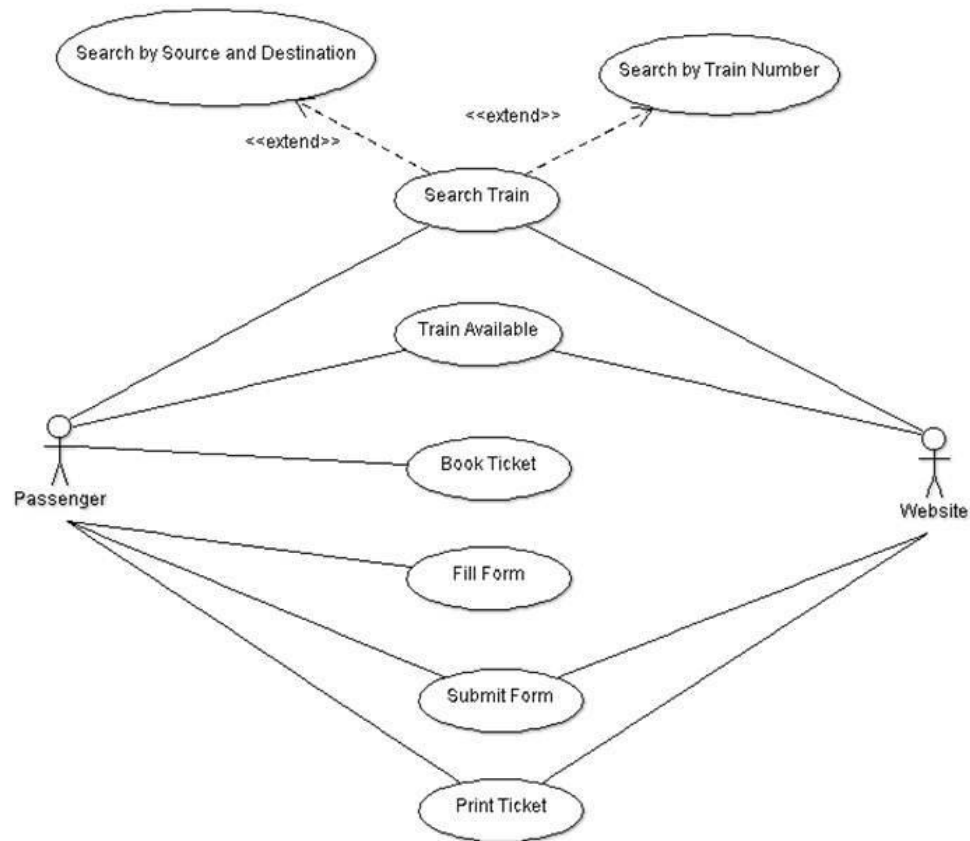 Search by Source and Destination
Search by Train Number
<<extend>>
<<extend>>
Search Train
Train Available
Book Ticket
Passenger
Website
Fill Form
Submit Form
Print Ticket